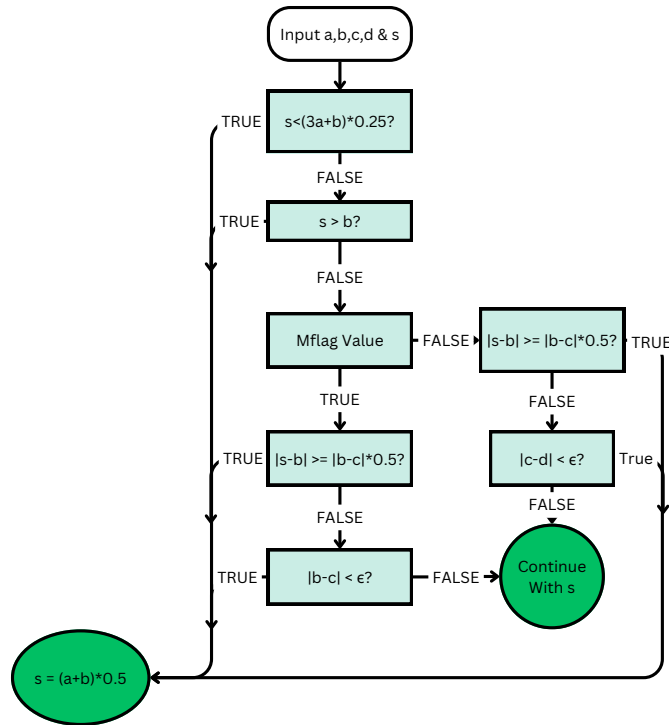 Input a,b,c,d & s
TRUE
s<(3a+b)*0.25?
FALSE
TRUE
s > b?
FALSE
Mflag Value
FALSE
|s-b| >= |b-c|*0.5?
TRUE
TRUE
FALSE
TRUE
|s-b| >= |b-c|*0.5?
|c-d| < ϵ?
True
FALSE
FALSE
TRUE
|b-c| < ϵ?
FALSE
Continue
With s
s = (a+b)*0.5